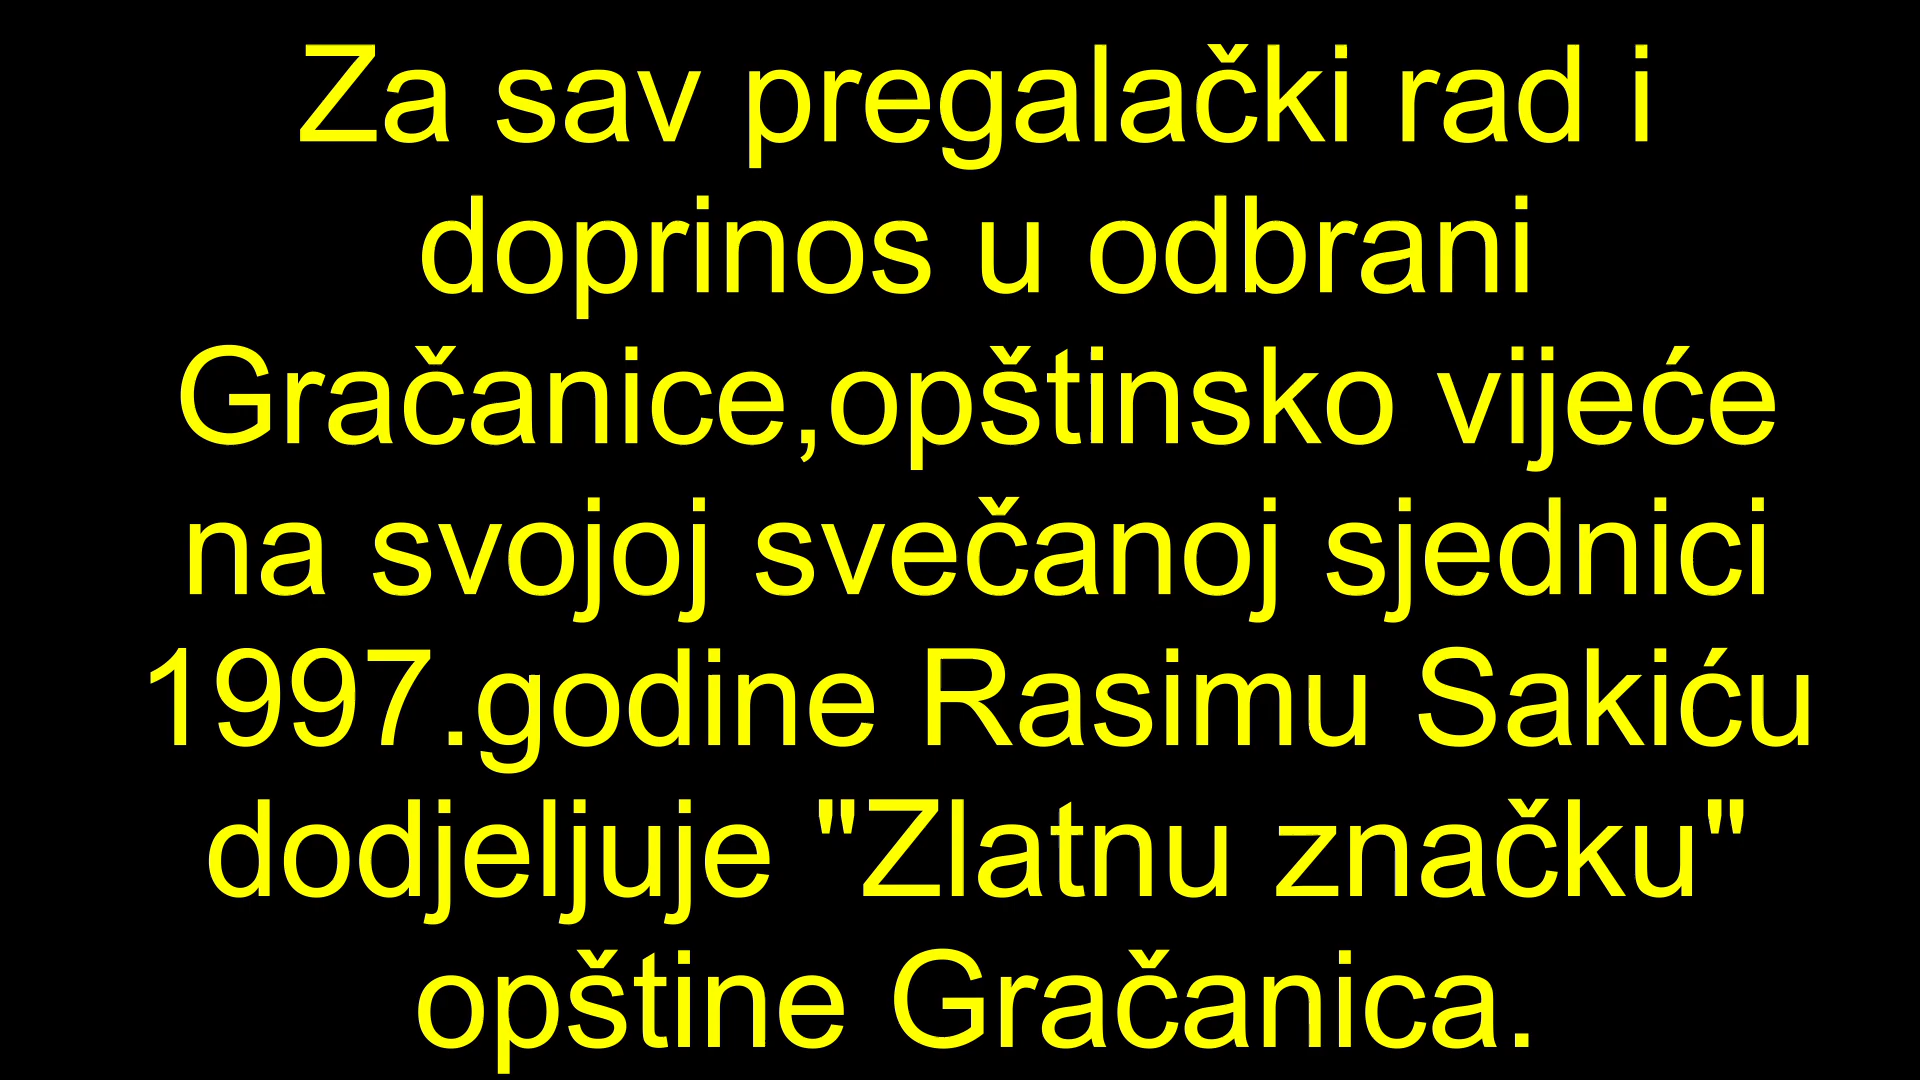 Za sav pregalački rad i
doprinos u odbrani
Gračanice,opštinsko vijeće
na svojoj svečanoj sjednici
1997.godine Rasimu Sakiću
dodjeljuje "Zlatnu značku"
opštine Gračanica.